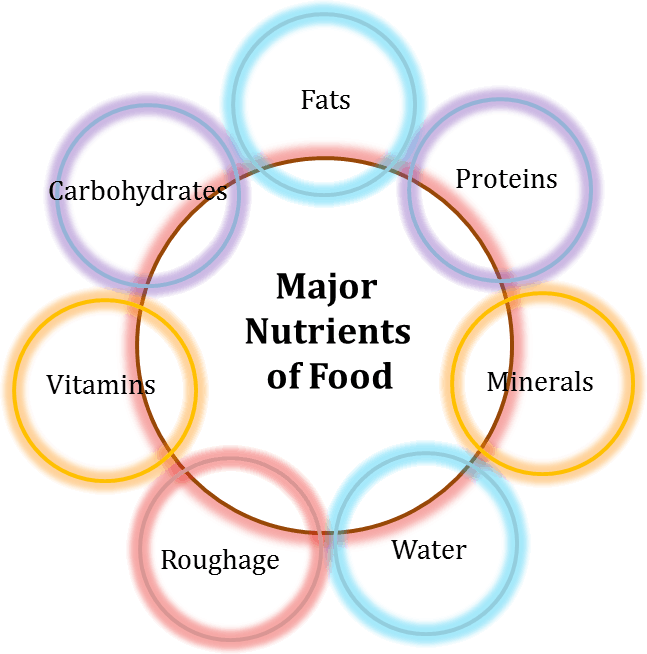 Fats
Proteins
Carbohydrates
Major
Nutrients
of Food
Vitamins
Minerals
Roughage
Water